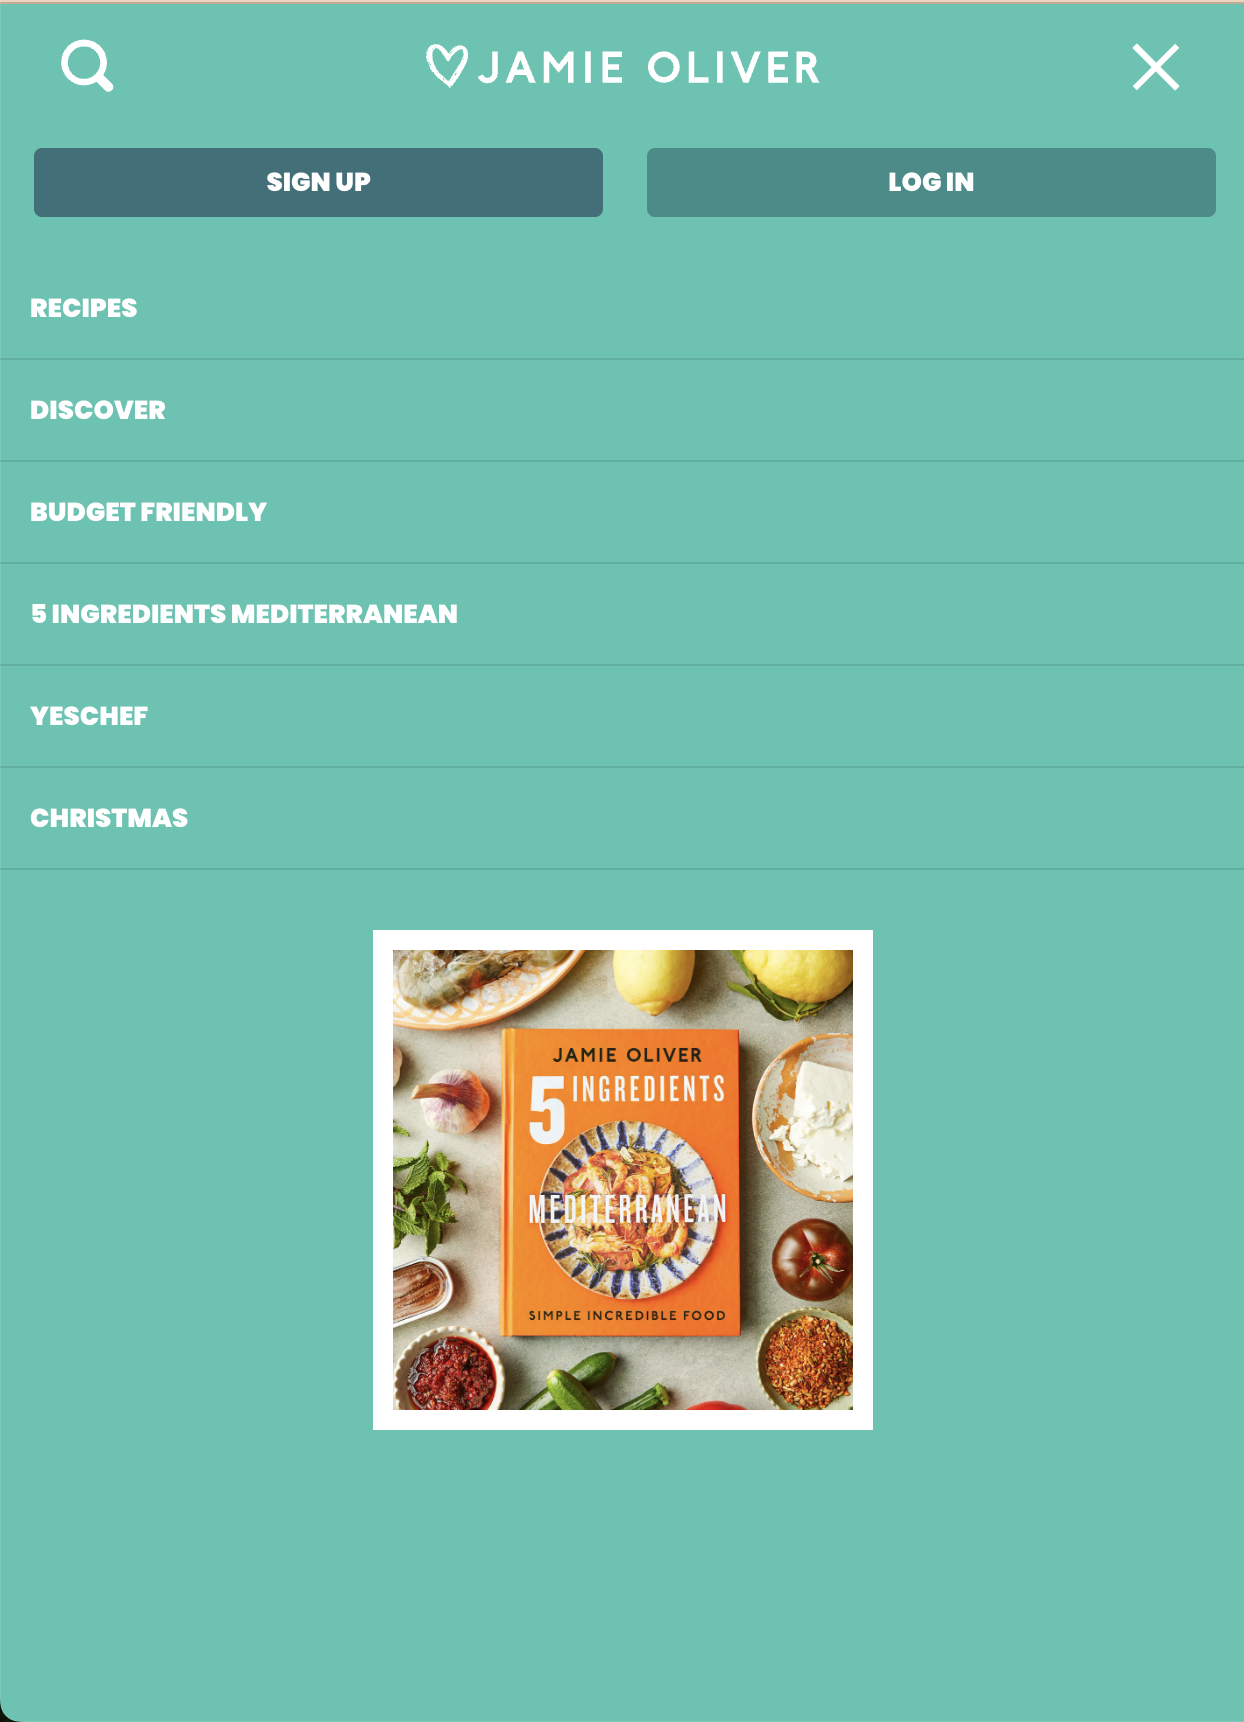 JAMIE OLIVER
SIGN UP
LOG IN
RECIPES
DISCOVER
BUDGET FRIENDLY
5 INGREDIENTS MEDITERRANEAN
YESCHEF
CHRISTMAS
JAMIE OLIVER
5 INGREDIENTS
MEDITERRANEAN
SIMPLE INCREDIBLE FOOD